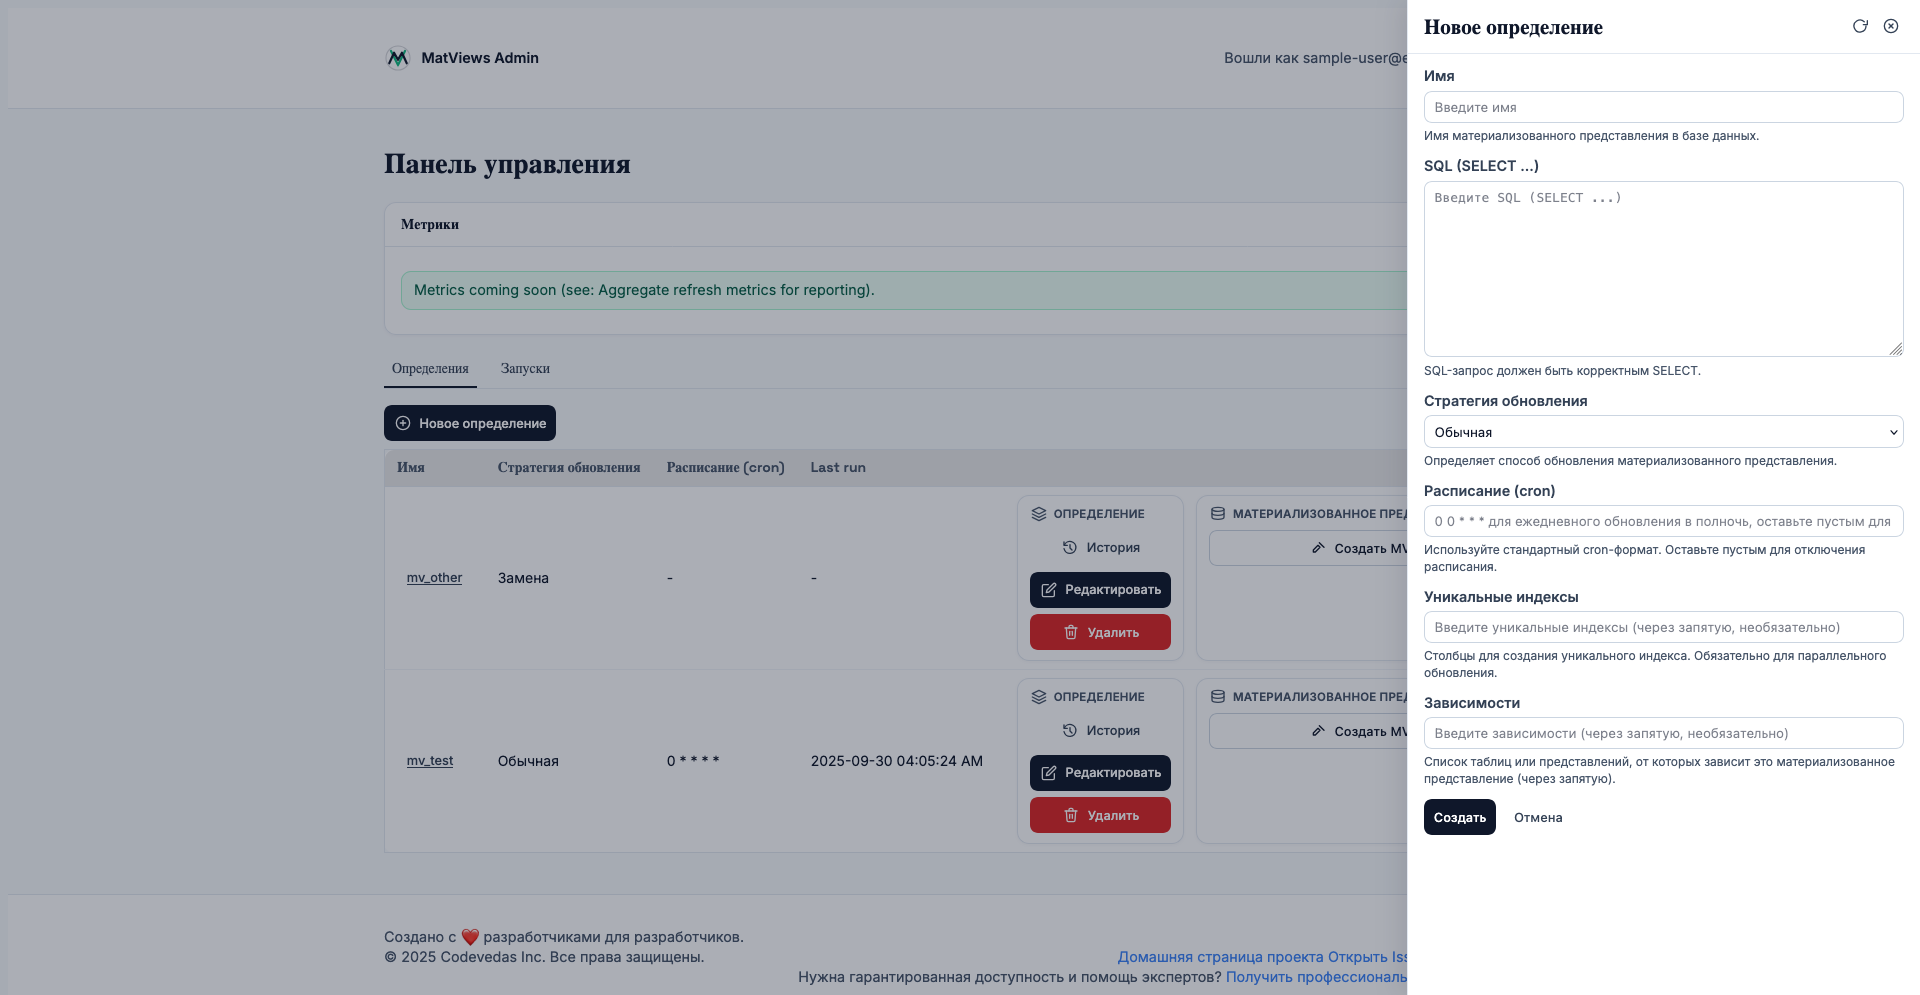 MatViews Admin
Вошли как sample-user@e
Панель управления
Метрики
Metrics coming soon (see: Aggregate refresh metrics for reporting).
Определения Запуски
Новое определение
Имя Стратегия обновления Расписание (cron) Last run
mv_other Замена - -
ОПРЕДЕЛЕНИЕ
История
Редактировать
Удалить
МАТЕРИАЛИЗОВАННОЕ ПРЕД
Создать MV
mv_test Обычная 0 * * * * 2025-09-30 04:05:24 AM
ОПРЕДЕЛЕНИЕ
История
Редактировать
Удалить
МАТЕРИАЛИЗОВАННОЕ ПРЕД
Создать MV
Создано с ❤️ разработчиками для разработчиков.
© 2025 Codevedas Inc. Все права защищены.
Домашняя страница проекта Открыть Iss
Нужна гарантированная доступность и помощь экспертов? Получить профессиональ
Новое определение
Имя
Введите имя
Имя материализованного представления в базе данных.
SQL (SELECT …)
Введите SQL (SELECT ...)
SQL-запрос должен быть корректным SELECT.
Стратегия обновления
Обычная
Определяет способ обновления материализованного представления.
Расписание (cron)
0 0 * * * для ежедневного обновления в полночь, оставьте пустым для
Используйте стандартный cron-формат. Оставьте пустым для отключения
расписания.
Уникальные индексы
Введите уникальные индексы (через запятую, необязательно)
Столбцы для создания уникального индекса. Обязательно для параллельного
обновления.
Зависимости
Введите зависимости (через запятую, необязательно)
Список таблиц или представлений, от которых зависит это материализованное
представление (через запятую).
Создать Отмена